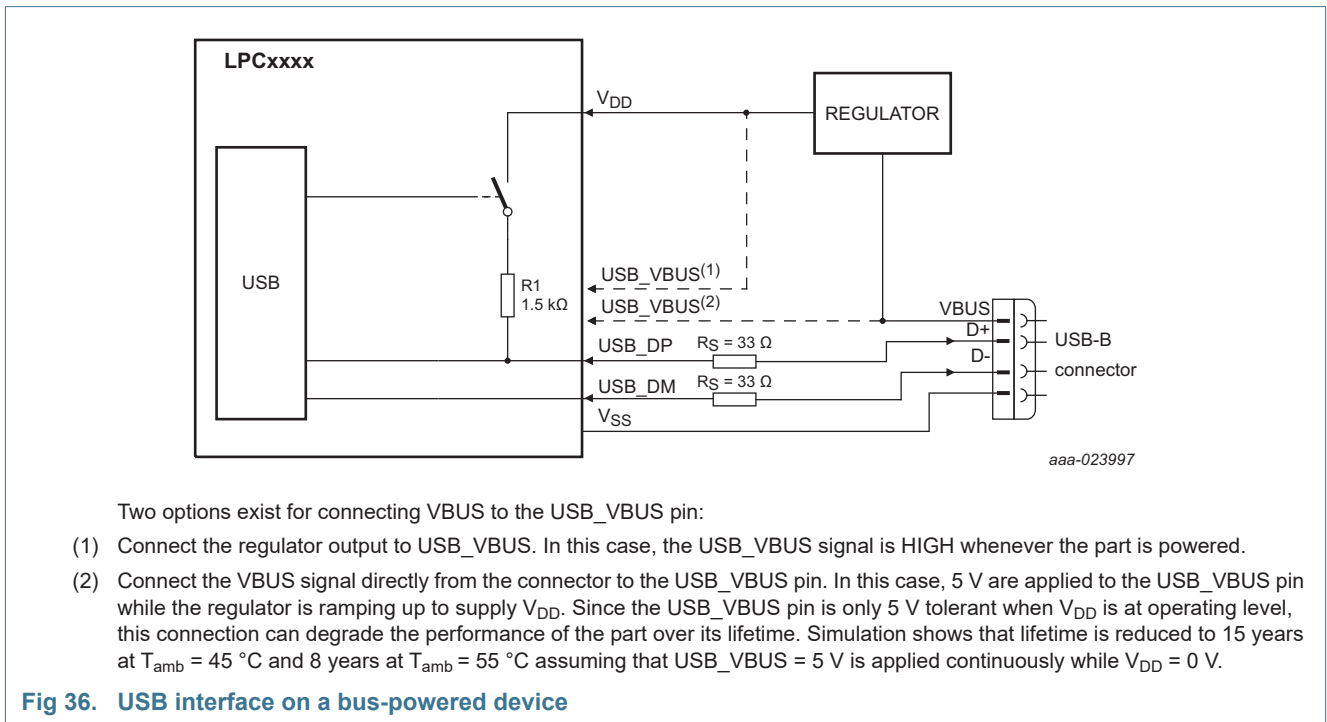 LPCxxxx
VDD
REGULATOR
USB
R1
1.5 kΩ
USB_VBUS(1)
USB_VBUS(2)
VBUS
D+
USB-B
USB_DP
RS = 33 Ω
D-
connector
USB_DM
RS = 33 Ω
VSS
aaa-023997
Two options exist for connecting VBUS to the USB_VBUS pin:
(1) Connect the regulator output to USB_VBUS. In this case, the USB_VBUS signal is HIGH whenever the part is powered.
(2) Connect the VBUS signal directly from the connector to the USB_VBUS pin. In this case, 5 V are applied to the USB_VBUS pin
while the regulator is ramping up to supply VDD. Since the USB_VBUS pin is only 5 V tolerant when VDD is at operating level,
this connection can degrade the performance of the part over its lifetime. Simulation shows that lifetime is reduced to 15 years
at Tamb = 45 °C and 8 years at Tamb = 55 °C assuming that USB_VBUS = 5 V is applied continuously while VDD = 0 V.
Fig 36. USB interface on a bus-powered device